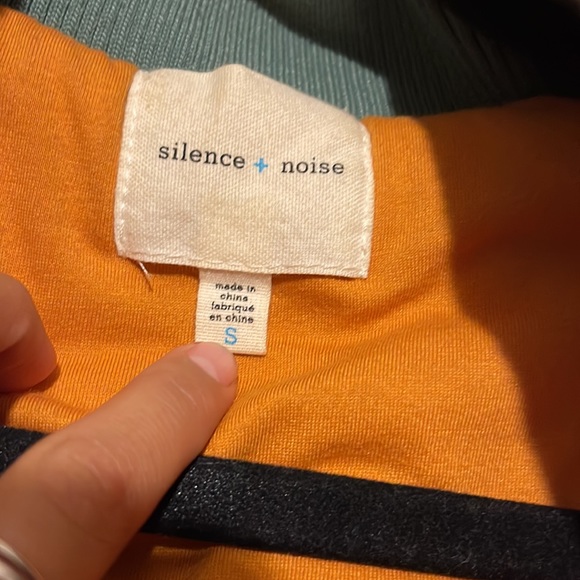 silence + noise
made in
china
fabriqué
en chine
S